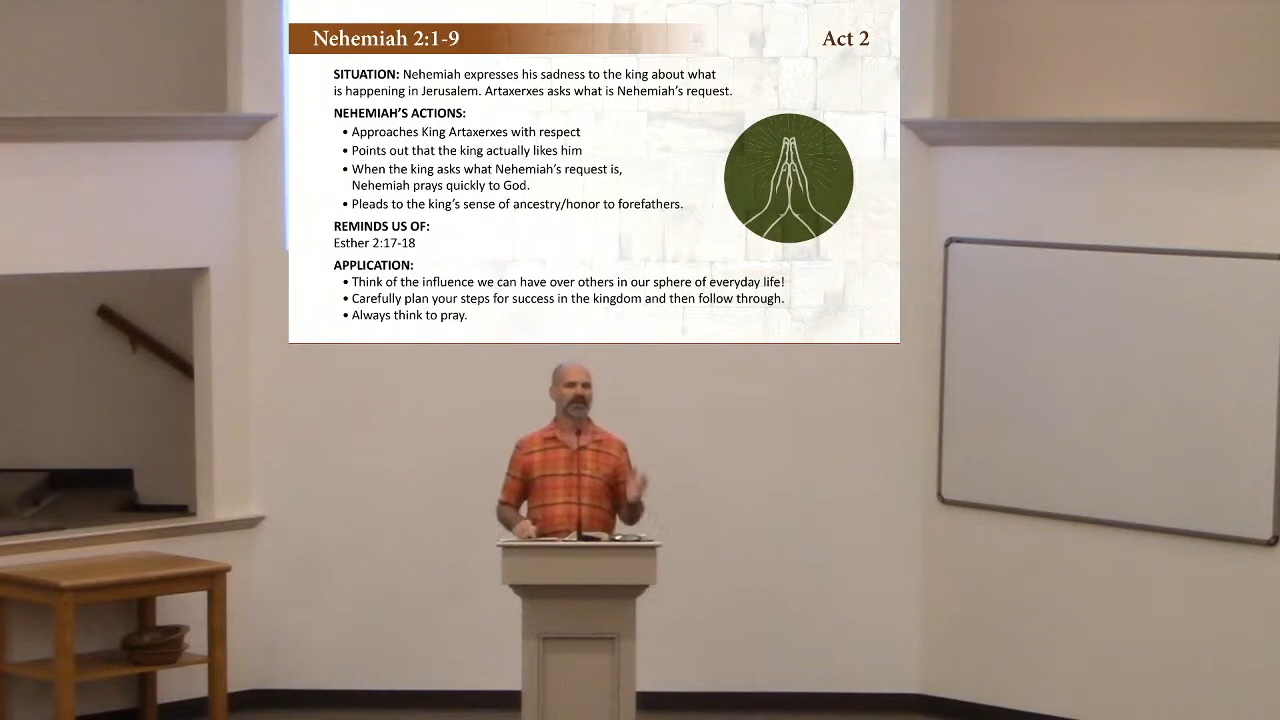 Nehemiah 2:1-9
Act 2
SITUATION: Nehemiah expresses his sadness to the king about what
is happening in Jerusalem. Artaxerxes asks what is Nehemiah's request.
NEHEMIAH'S ACTIONS:
• Approaches King Artaxerxes with respect
• Points out that the king actually likes him
• When the king asks what Nehemiah's request is,
Nehemiah prays quickly to God.
• Pleads to the king's sense of ancestry/honor to forefathers.
REMINDS US OF:
Esther 2:17-18
APPLICATION:
• Think of the influence we can have over others in our sphere of everyday life!
• Carefully plan your steps for success in the kingdom and then follow through.
• Always think to pray.